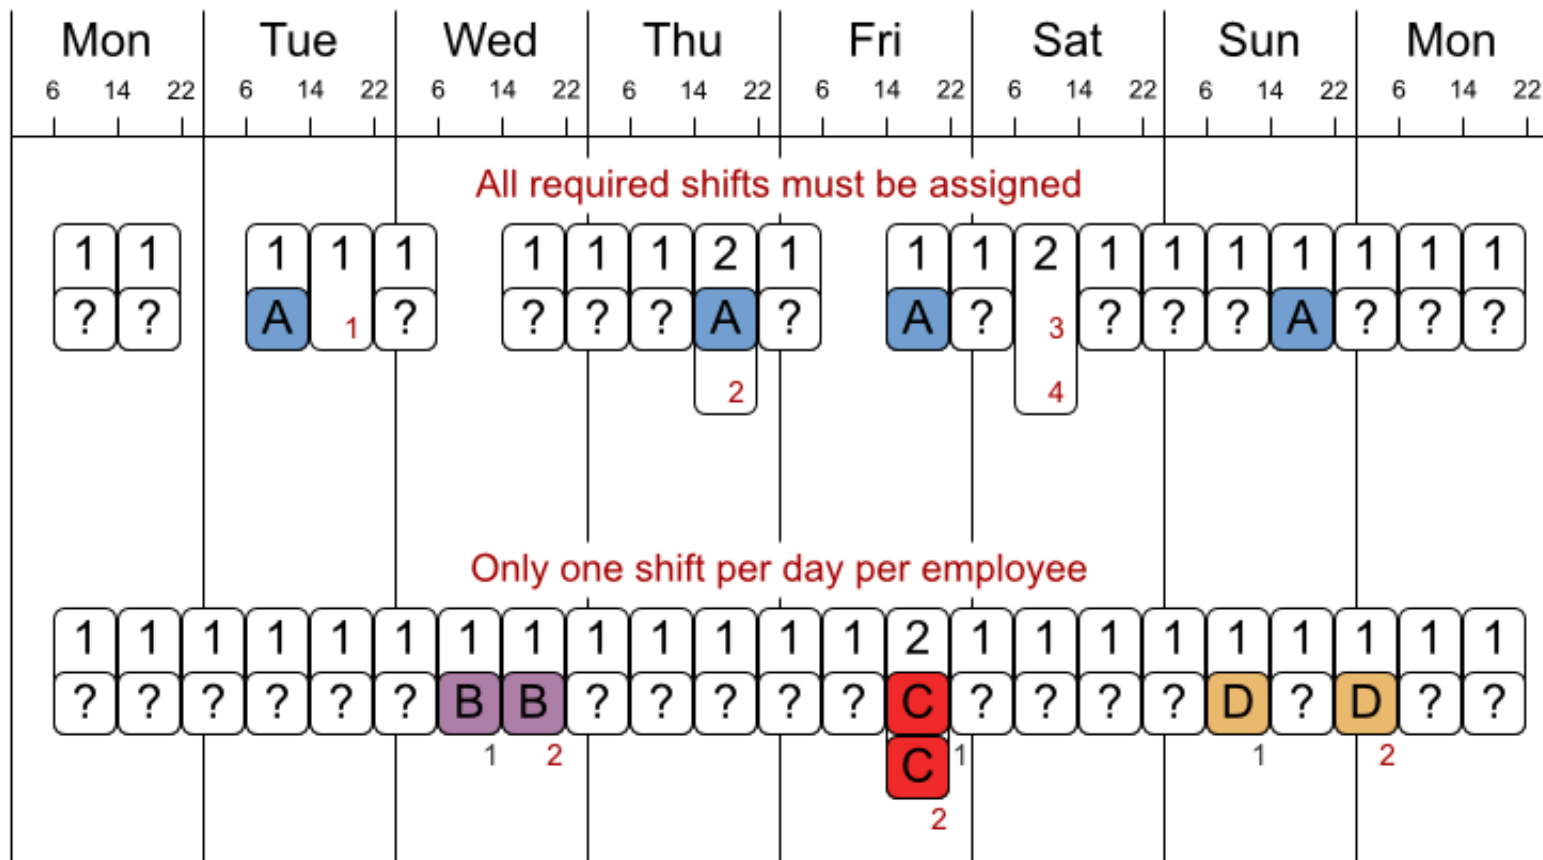 Mon Tue Wed Thu Fri Sat Sun Mon
6 14 22 6 14 22 6 14 22 6 14 22 6 14 22 6 14 22 6 14 22 6 14 22
All required shifts must be assigned
1 1 1 1 1 1 1 1 2 1 1 1 2 1 1 1 1 1 1 1
? ? A 1 ? ? ? ? A ? A ? 3 ? ? ? A ? ? ?
2 4
Only one shift per day per employee
1 1 1 1 1 1 1 1 1 1 1 1 1 2 1 1 1 1 1 1 1 1 1
? ? ? ? ? ? B B ? ? ? ? ? C ? ? ? ? D ? D ? ?
1 2 C 1 1 2
2